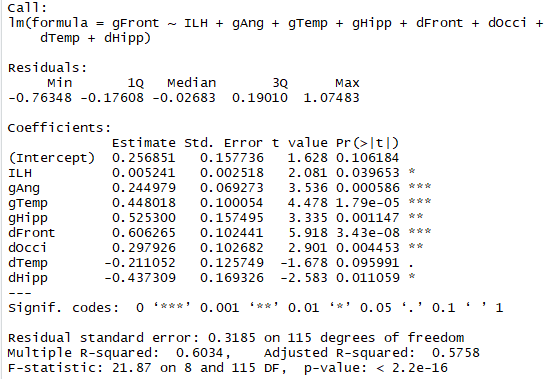 Call:
lm(formula = gFront ~ ILH + gAng + gTemp + gHipp + dFront + dOcci +
    dTemp + dHipp)
Residuals:
     Min       1Q   Median       3Q      Max
-0.76348 -0.17608 -0.02683  0.19010  1.07483
Coefficients:
             Estimate Std. Error t value Pr(>|t|)
(Intercept)  0.256851   0.157736   1.628 0.106184
ILH          0.005241   0.002518   2.081 0.039653 *
gAng         0.244979   0.069273   3.536 0.000586 ***
gTemp        0.448018   0.100054   4.478 1.79e-05 ***
gHipp        0.525300   0.157495   3.335 0.001147 **
dFront       0.606265   0.102441   5.918 3.43e-08 ***
dOcci        0.297926   0.102682   2.901 0.004453 **
dTemp       -0.211052   0.125749  -1.678 0.095991 .
dHipp       -0.437309   0.169326  -2.583 0.011059 *
---
Signif. codes:  0 ‘***’ 0.001 ‘**’ 0.01 ‘*’ 0.05 ‘.’ 0.1 ‘ ’ 1
Residual standard error: 0.3185 on 115 degrees of freedom
Multiple R-squared:  0.6034,    Adjusted R-squared:  0.5758
F-statistic: 21.87 on 8 and 115 DF,  p-value: < 2.2e-16